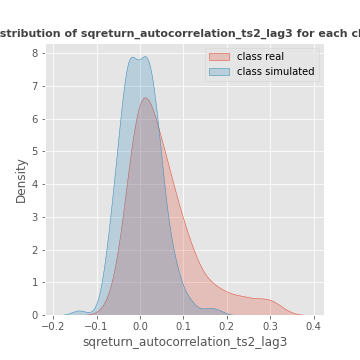 stribution of sqreturn_autocorrelation_ts2_lag3 for each cl
class real
class simulated
8
7
6
5
4
3
2
1
0
Density
−0.2 −0.1 0.0 0.1 0.2 0.3 0.4
sqreturn_autocorrelation_ts2_lag3